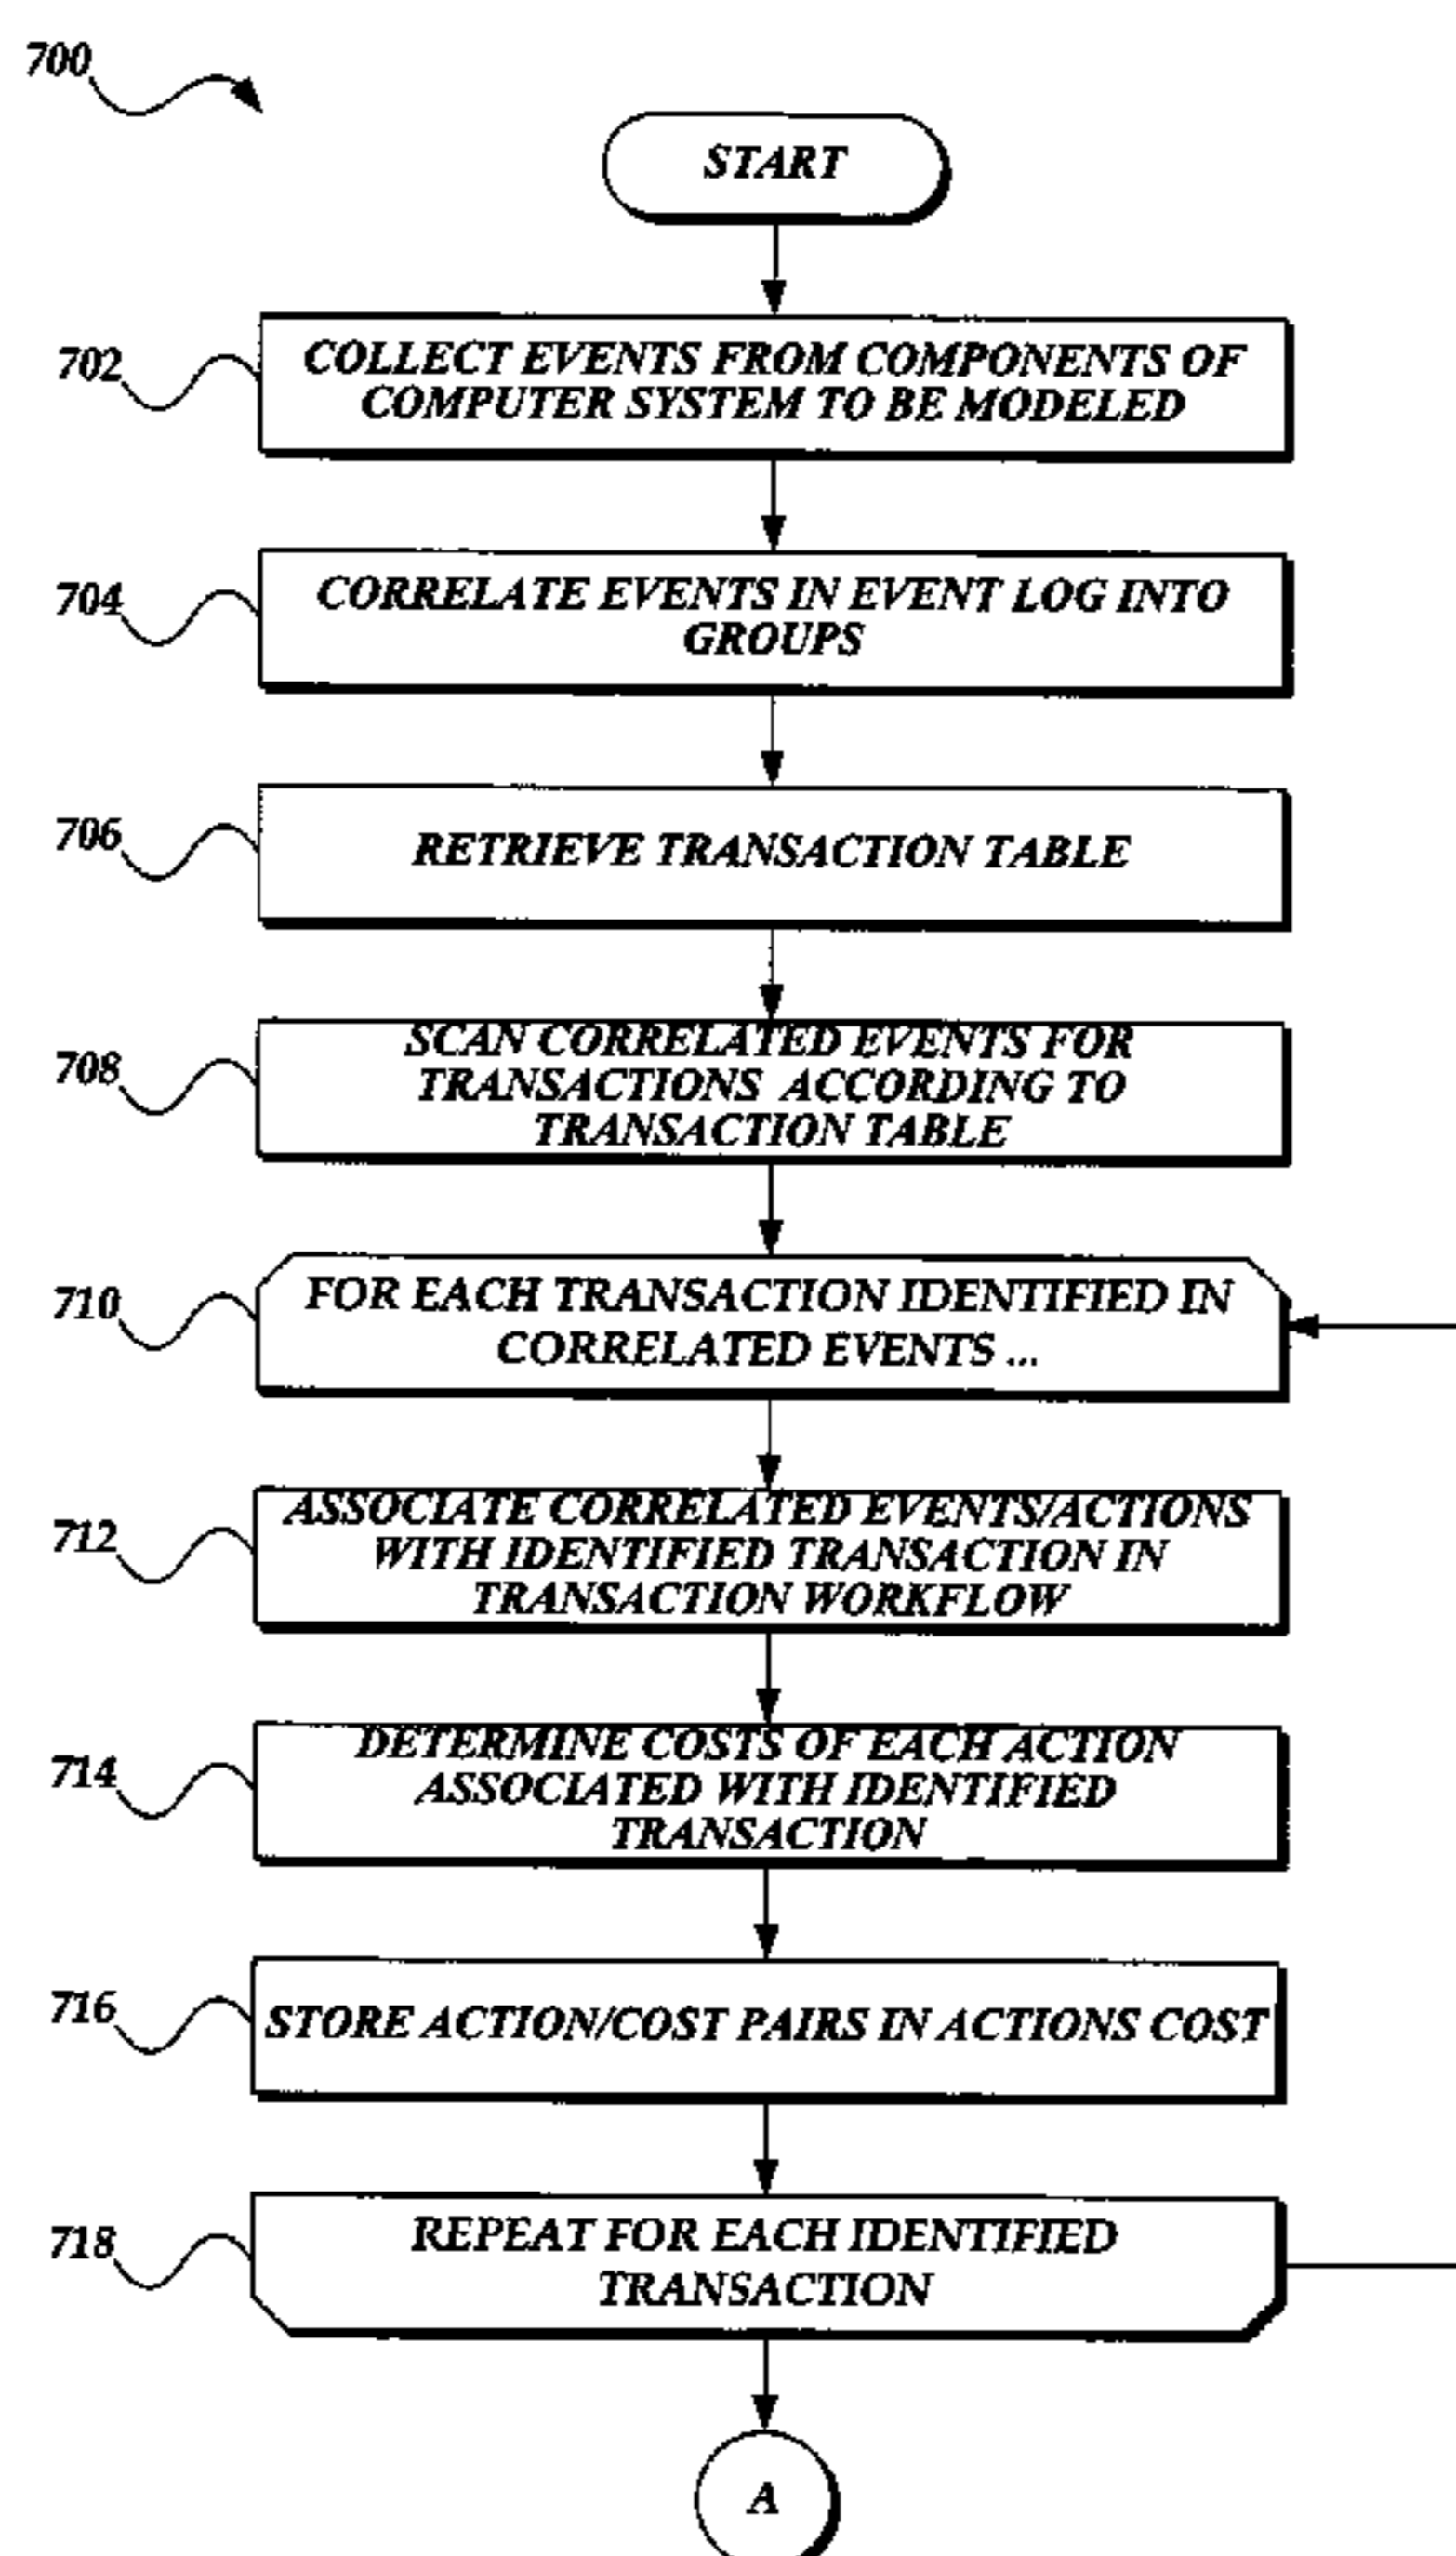 700
START
702
COLLECT EVENTS FROM COMPONENTS OF
COMPUTER SYSTEM TO BE MODELED
704
CORRELATE EVENTS IN EVENT LOG INTO
GROUPS
706
RETRIEVE TRANSACTION TABLE
708
SCAN CORRELATED EVENTS FOR
TRANSACTIONS ACCORDING TO
TRANSACTION TABLE
710
FOR EACH TRANSACTION IDENTIFIED IN
CORRELATED EVENTS ...
712
ASSOCIATE CORRELATED EVENTS/ACTIONS
WITH IDENTIFIED TRANSACTION IN
TRANSACTION WORKFLOW
714
DETERMINE COSTS OF EACH ACTION
ASSOCIATED WITH IDENTIFIED
TRANSACTION
716
STORE ACTION/COST PAIRS IN ACTIONS COST
718
REPEAT FOR EACH IDENTIFIED
TRANSACTION
A